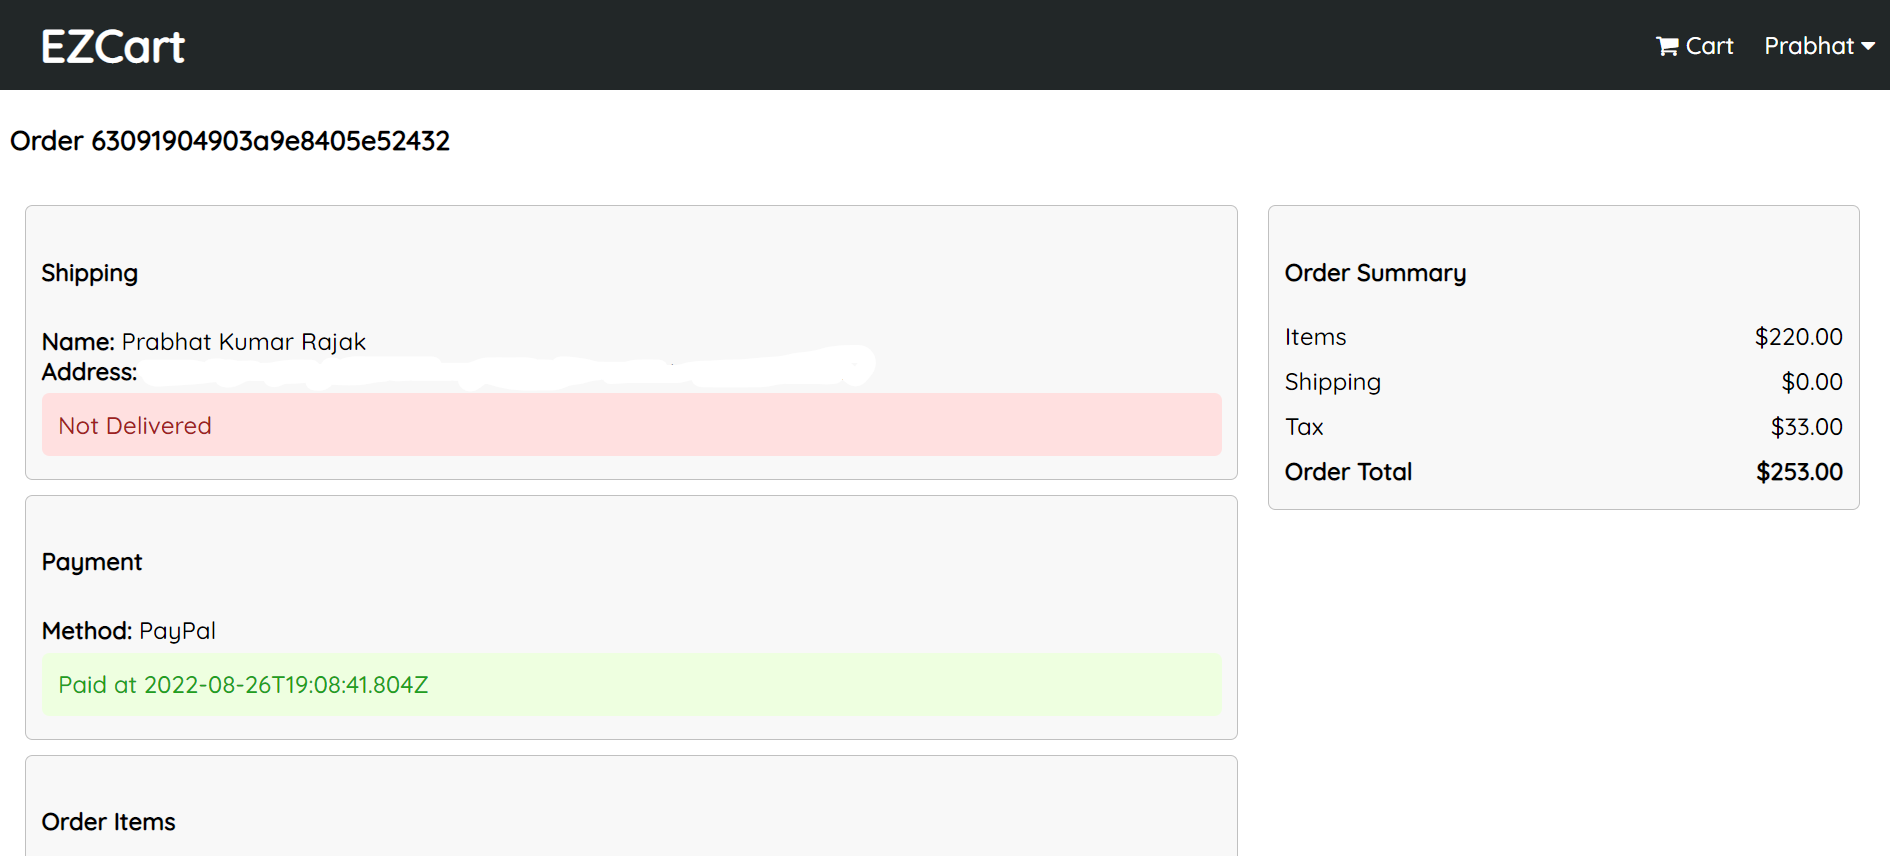 EZCart
Cart
Prabhat
Order 63091904903a9e8405e52432
Shipping
Name: Prabhat Kumar Rajak
Address:
Not Delivered
Payment
Method: PayPal
Paid at 2022-08-26T19:08:41.804Z
Order Items
Order Summary
Items $220.00
Shipping $0.00
Tax $33.00
Order Total $253.00